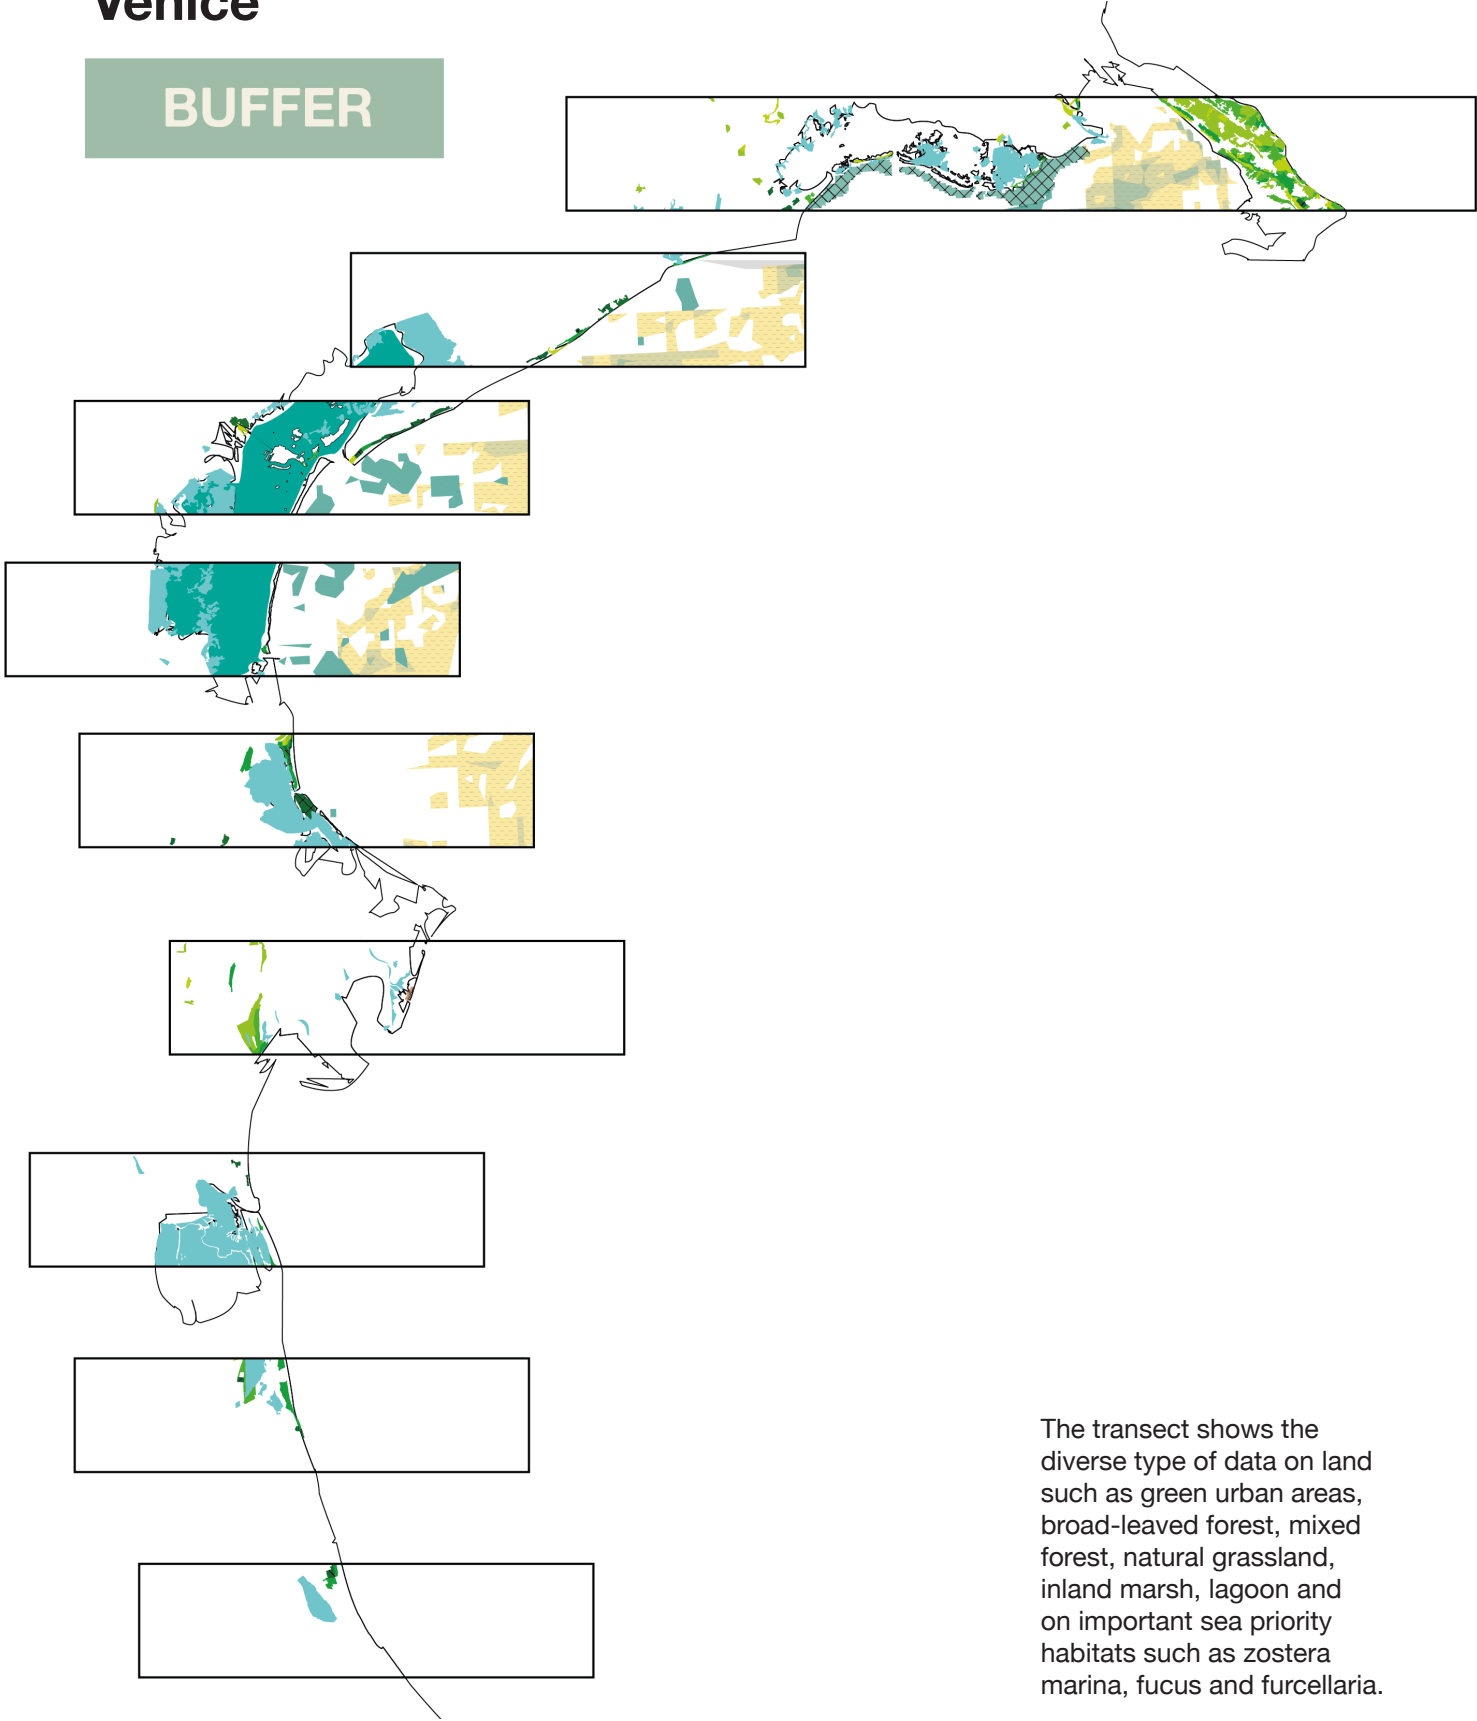 Venice
BUFFER
The transect shows the
diverse type of data on land
such as green urban areas,
broad-leaved forest, mixed
forest, natural grassland,
inland marsh, lagoon and
on important sea priority
habitats such as zostera
marina, fucus and furcellaria.